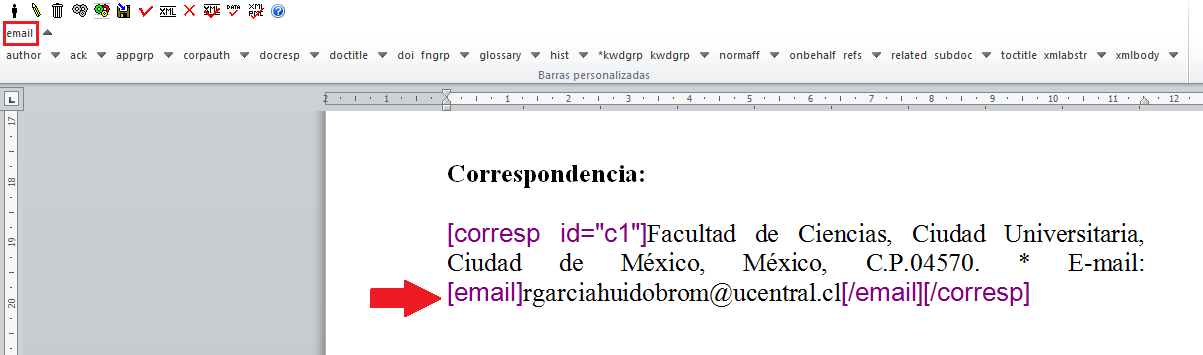 XML XML DATA XML PMC
email
author ack appgrp corpauth docresp doctitle doi fngrp glossary hist *kwdgrp kwdgrp normaff onbehalf refs related subdoc toctitle xmlabstr xmlbody
Barras personalizadas
2 1 1 2 3 4 5 6 7 8 9 10 11 12
17
18
19
20
Correspondencia:
[corresp id="c1"]Facultad de Ciencias, Ciudad Universitaria,
Ciudad de México, México, C.P.04570. * E-mail:
[email]rgarciahuidobrom@ucentral.cl[/email][/corresp]